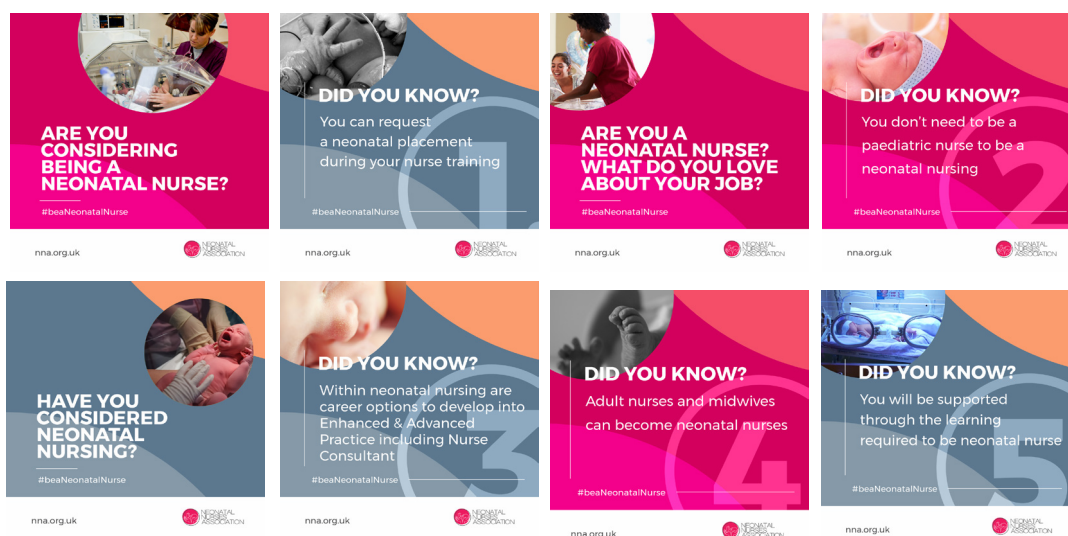 ARE YOU
CONSIDERING
BEING A
NEONATAL NURSE?
#beaNeonatalNurse
nna.org.uk
NEONATAL
NURSES
ASSOCIATION
DID YOU KNOW?
You can request
a neonatal placement
during your nurse training
1.
#beaNeonatalNurse
nna.org.uk
NEONATAL
NURSES
ASSOCIATION
ARE YOU A
NEONATAL NURSE?
WHAT DO YOU LOVE
ABOUT YOUR JOB?
#beaNeonatalNurse
nna.org.uk
NEONATAL
NURSES
ASSOCIATION
DID YOU KNOW?
You don't need to be a
paediatric nurse to be a
neonatal nursing
2
#beaNeonatalNurse
nna.org.uk
NEONATAL
NURSES
ASSOCIATION
HAVE YOU
CONSIDERED
NEONATAL
NURSING?
#beaNeonatalNurse
nna.org.uk
NEONATAL
NURSES
ASSOCIATION
DID YOU KNOW?
Within neonatal nursing are
career options to develop into
Enhanced & Advanced
Practice including Nurse
Consultant
3
#beaNeonatalNurse
nna.org.uk
NEONATAL
NURSES
ASSOCIATION
DID YOU KNOW?
Adult nurses and midwives
can become neonatal nurses
4
#beaNeonatalNurse
nna.org.uk
NEONATAL
NURSES
ASSOCIATION
DID YOU KNOW?
You will be supported
through the learning
required to be neonatal nurse
5
#beaNeonatalNurse
nna.org.uk
NEONATAL
NURSES
ASSOCIATION